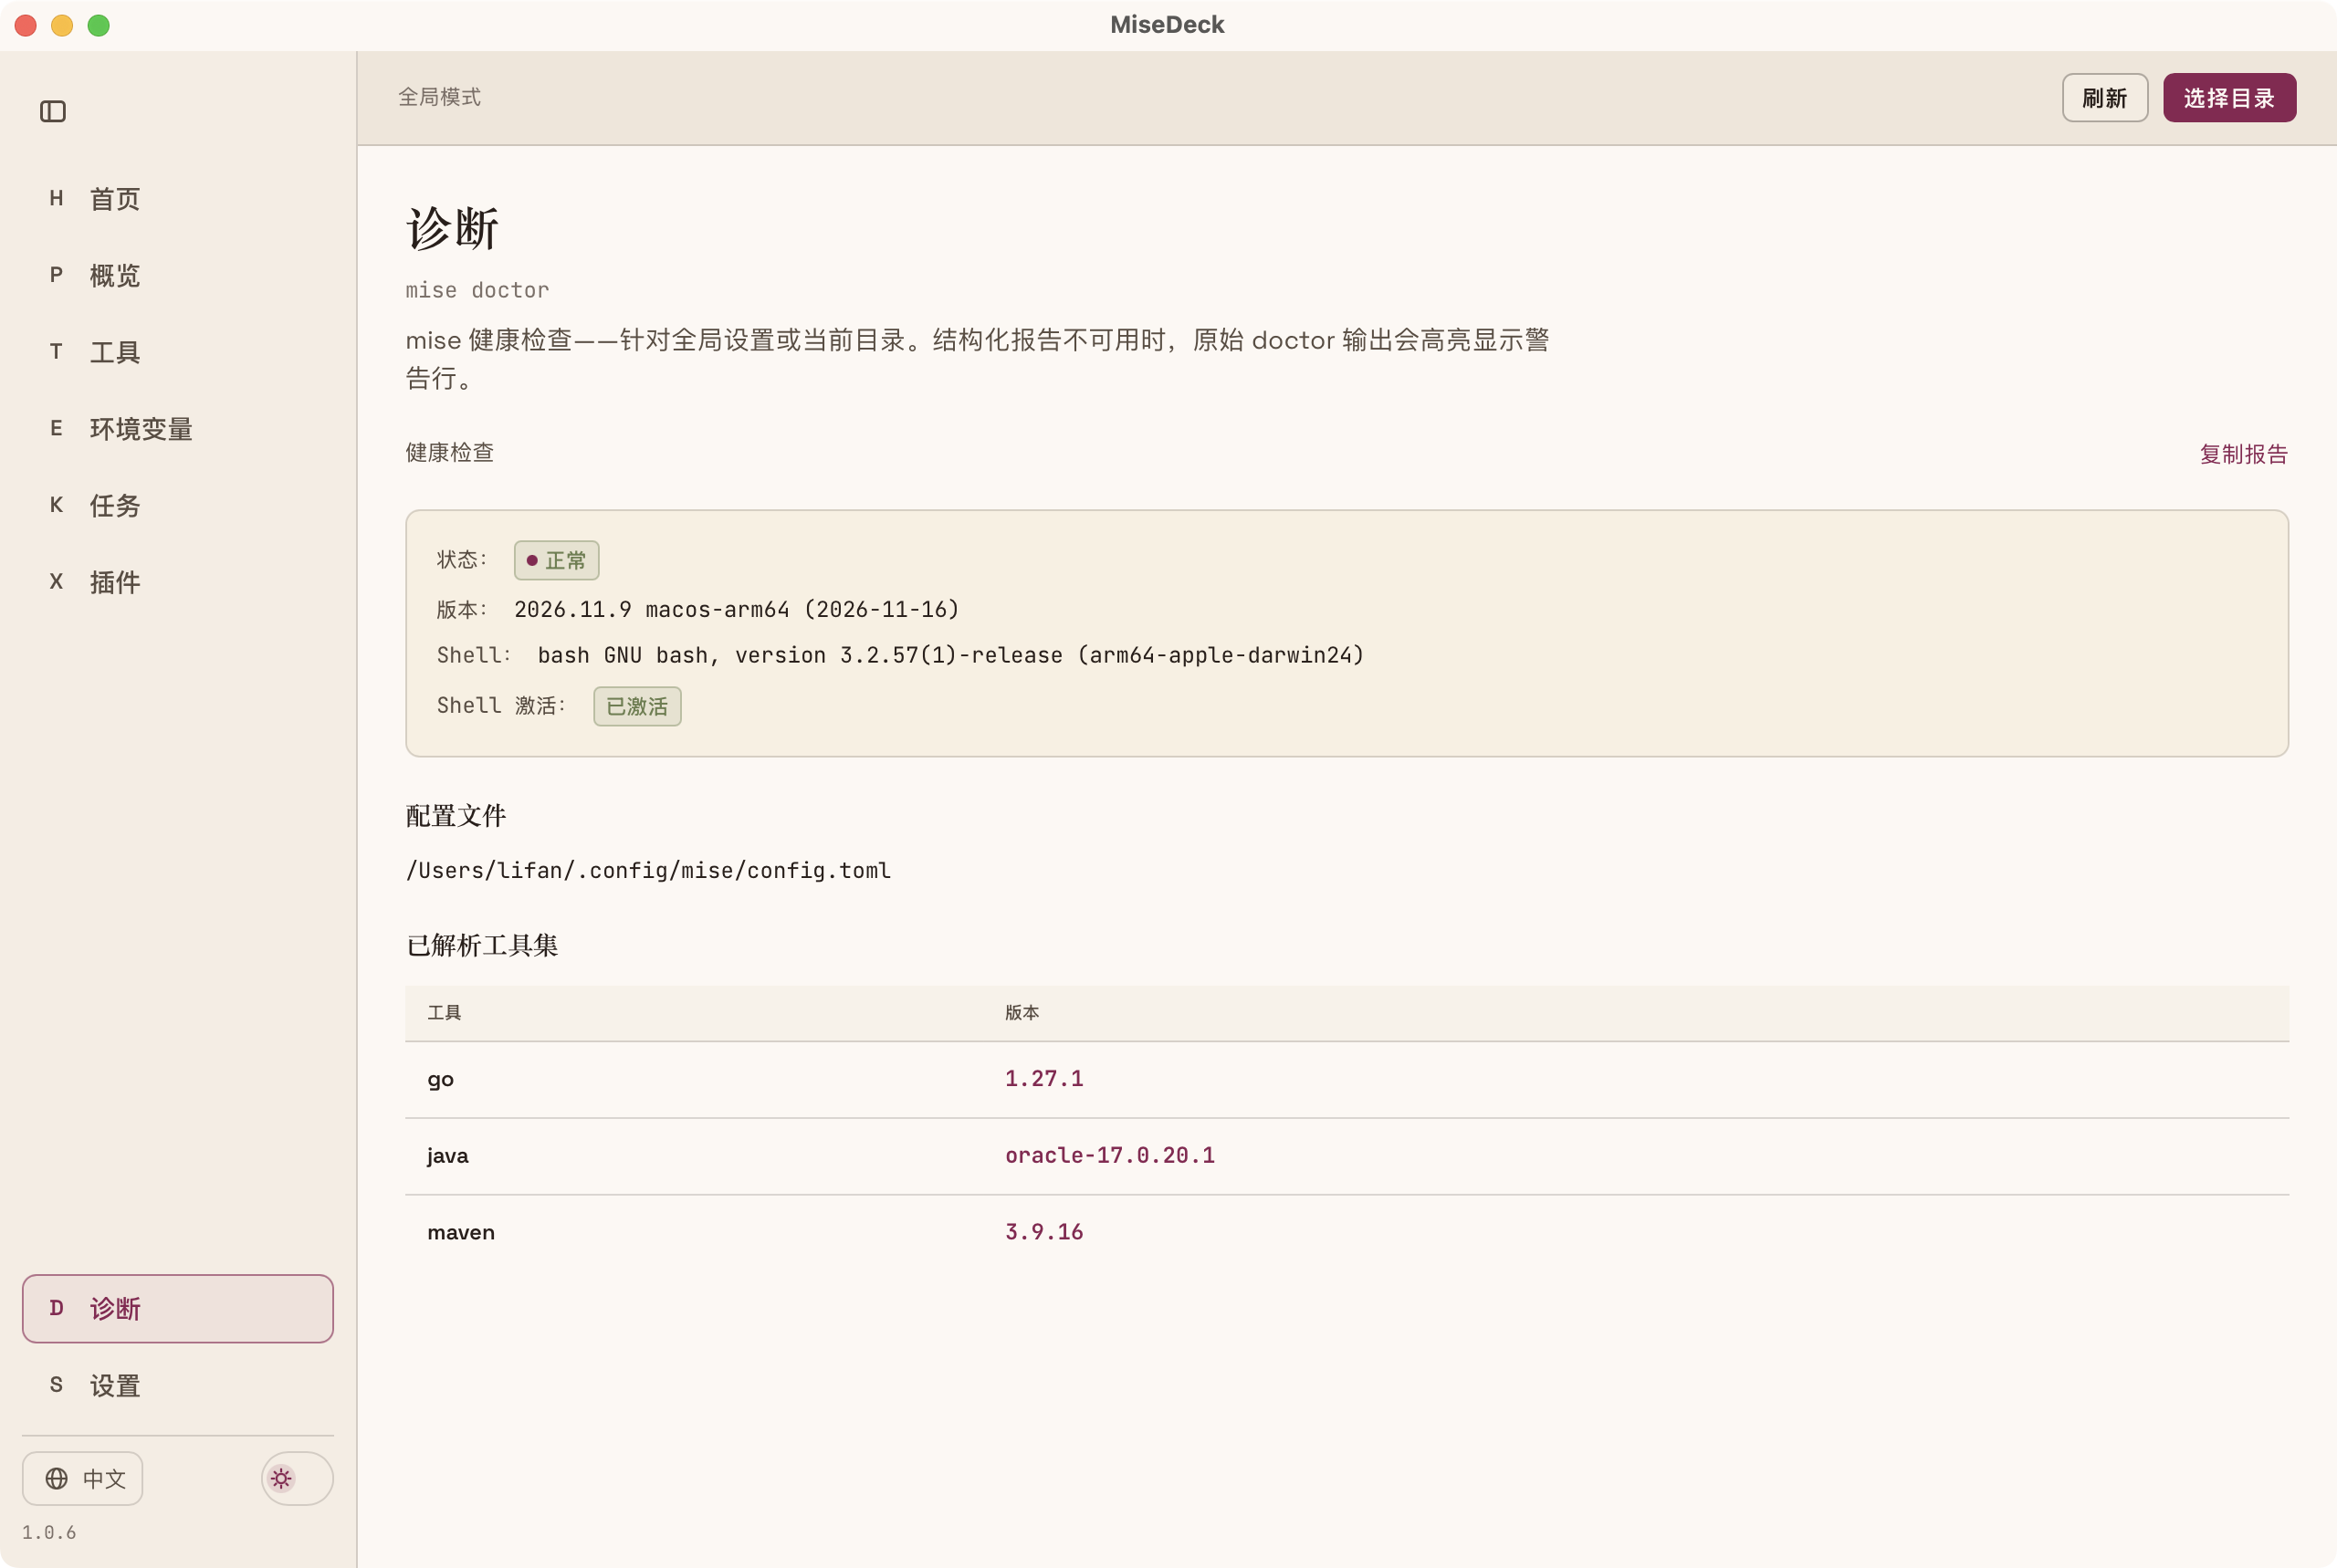 MiseDeck
全局模式
刷新
选择目录
H 首页
P 概览
T 工具
E 环境变量
K 任务
X 插件
诊断
mise doctor
mise 健康检查——针对全局设置或当前目录。结构化报告不可用时，原始 doctor 输出会高亮显示警
告行。
健康检查
复制报告
状态： 正常
版本： 2026.11.9 macos-arm64 (2026-11-16)
Shell： bash GNU bash, version 3.2.57(1)-release (arm64-apple-darwin24)
Shell 激活： 已激活
配置文件
/Users/lifan/.config/mise/config.toml
已解析工具集
工具 版本
go 1.27.1
java oracle-17.0.20.1
maven 3.9.16
D 诊断
S 设置
中文
1.0.6